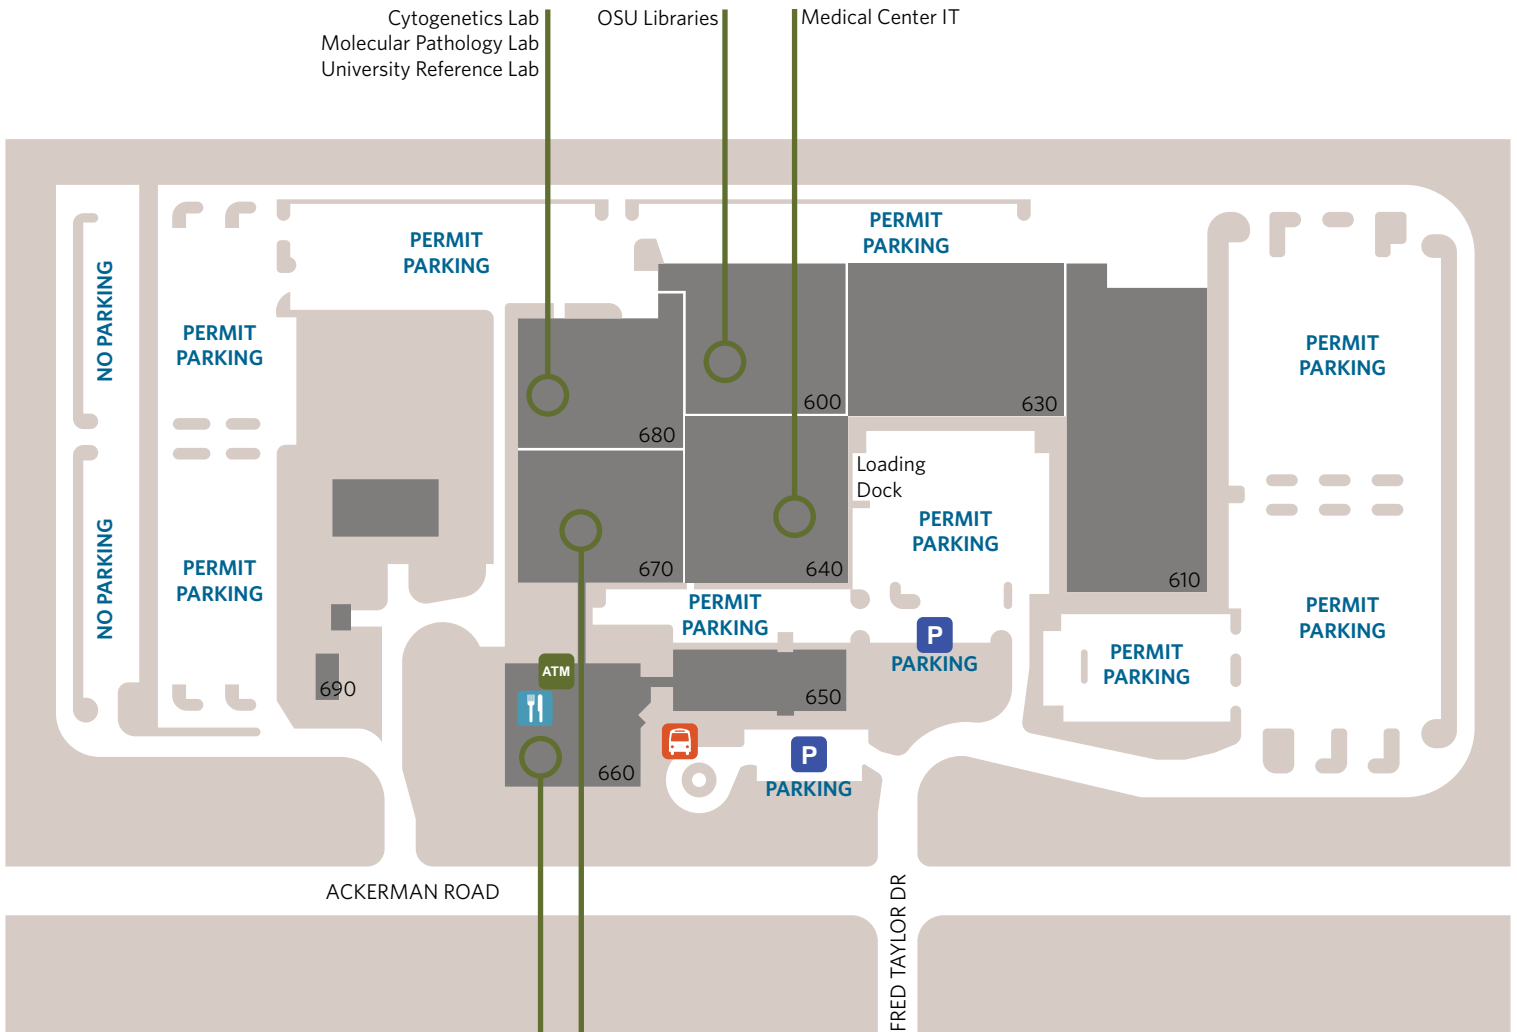 Cytogenetics Lab
Molecular Pathology Lab
University Reference Lab
OSU Libraries
Medical Center IT
PERMIT
PARKING
PERMIT
PARKING
NO PARKING
PERMIT
PARKING
PERMIT
PARKING
600
630
680
Loading
Dock
PERMIT
PARKING
NO PARKING
PERMIT
PARKING
670
640
610
PERMIT
PARKING
PERMIT
PARKING
P
PARKING
PERMIT
PARKING
ATM
690
650
660
P
PARKING
ACKERMAN ROAD
FRED TAYLOR DR